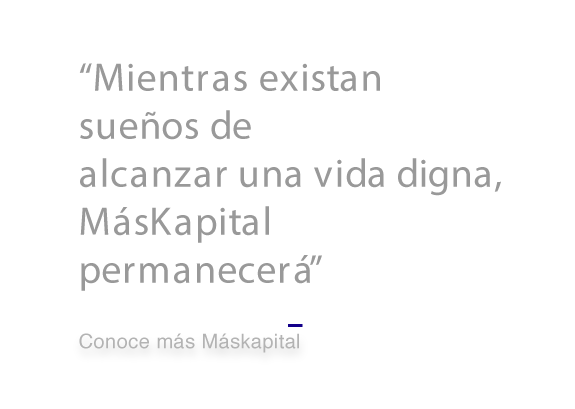 “Mientras existan
sueños de
alcanzar una vida digna,
MásKapital
permanecerá”
Conoce más Máskapital